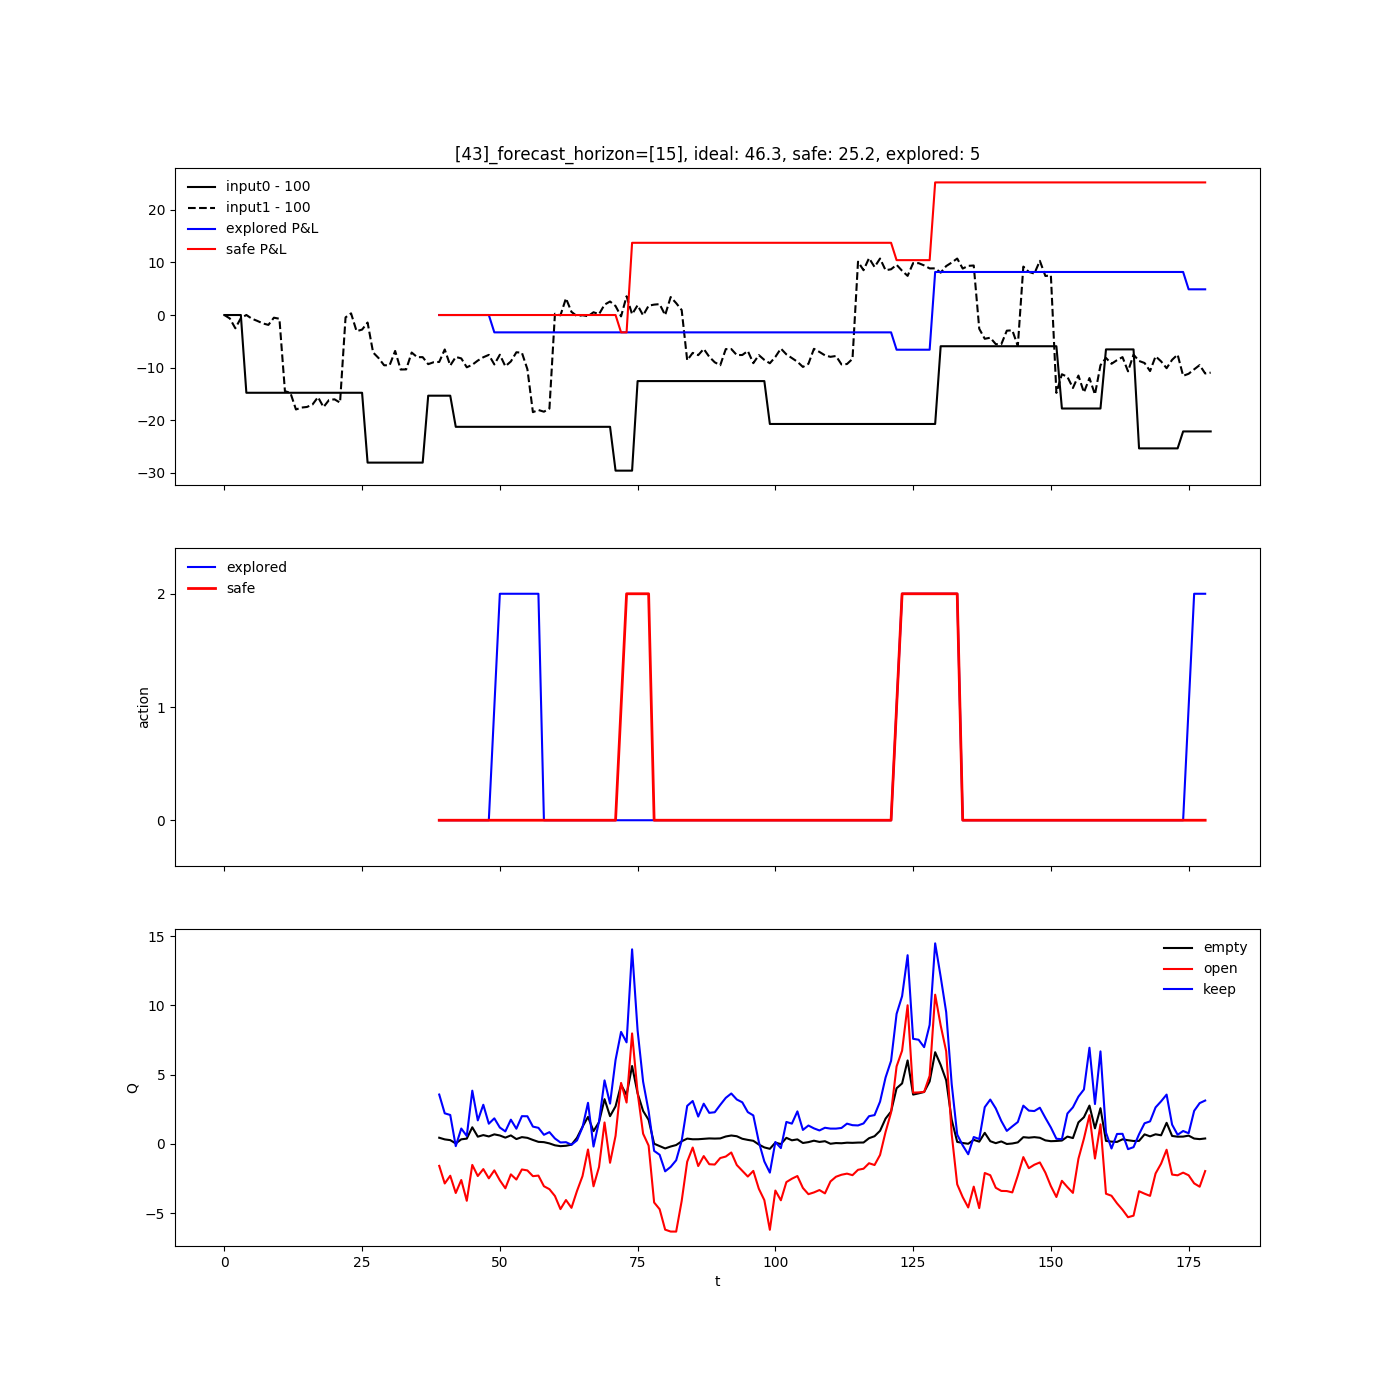 [43]_forecast_horizon=[15], ideal: 46.3, safe: 25.2, explored: 5
input0 - 100
input1 - 100
explored P&L
safe P&L
20
10
0
−10
−20
−30
explored
safe
2
1
0
action
empty
open
keep
15
10
5
0
−5
Q
0 25 50 75 100 125 150 175
t